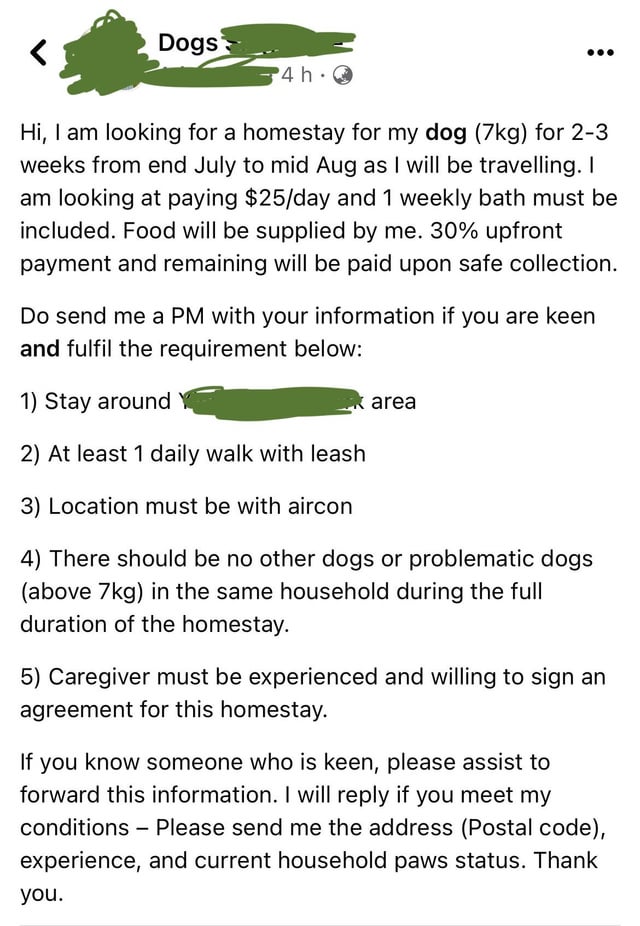 Dogs
4 h ·
Hi, I am looking for a homestay for my dog (7kg) for 2-3
weeks from end July to mid Aug as I will be travelling. I
am looking at paying $25/day and 1 weekly bath must be
included. Food will be supplied by me. 30% upfront
payment and remaining will be paid upon safe collection.
Do send me a PM with your information if you are keen
and fulfil the requirement below:
1) Stay around area
2) At least 1 daily walk with leash
3) Location must be with aircon
4) There should be no other dogs or problematic dogs
(above 7kg) in the same household during the full
duration of the homestay.
5) Caregiver must be experienced and willing to sign an
agreement for this homestay.
If you know someone who is keen, please assist to
forward this information. I will reply if you meet my
conditions – Please send me the address (Postal code),
experience, and current household paws status. Thank
you.